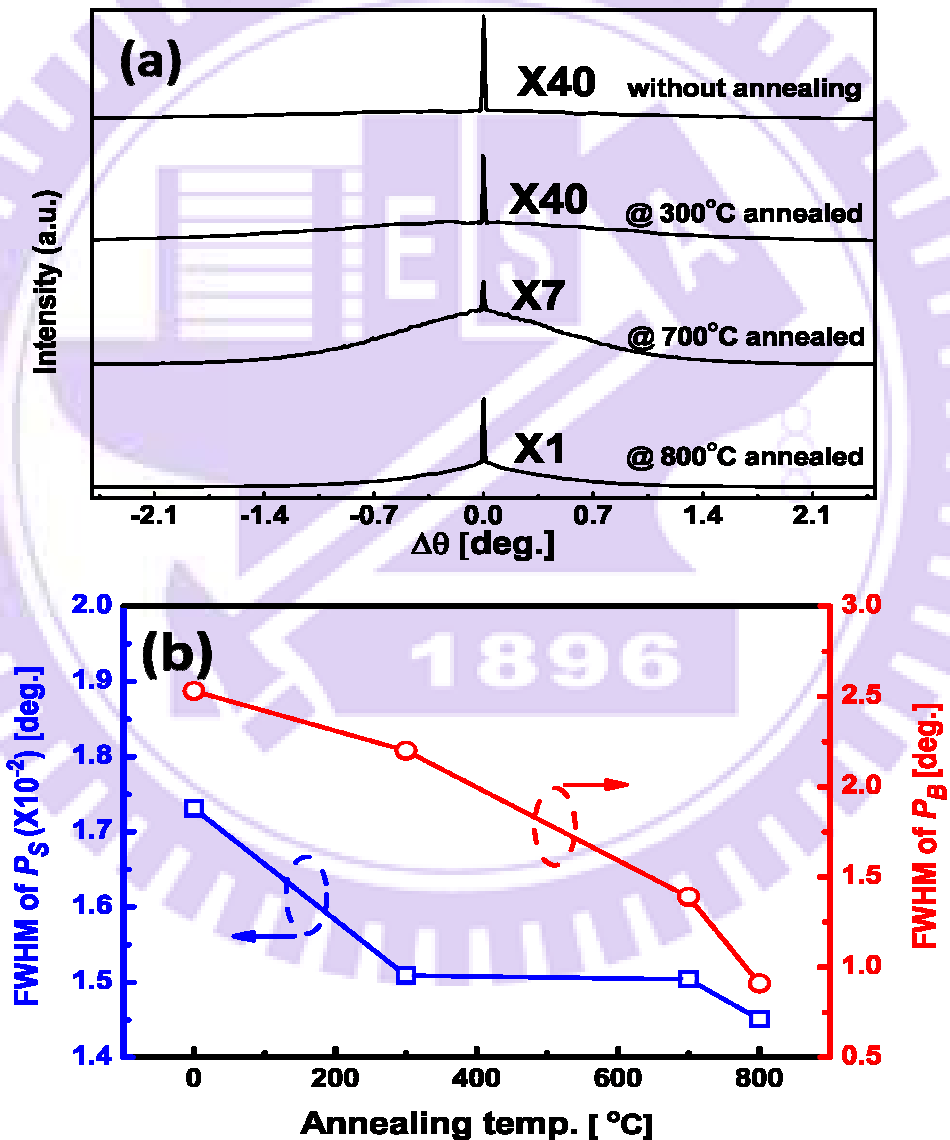 (a)
X40 without annealing
X40 @ 300°C annealed
X7 @ 700°C annealed
X1 @ 800°C annealed
Intensity (a.u.)
-2.1 -1.4 -0.7 0.0 0.7 1.4 2.1
Δθ [deg.]
E S A
(b)
1896
2.0
1.9
1.8
1.7
1.6
1.5
1.4
FWHM of PS (X10-2) [deg.]
3.0
2.5
2.0
1.5
1.0
0.5
FWHM of PB [deg.]
0 200 400 600 800
Annealing temp. [ °C]